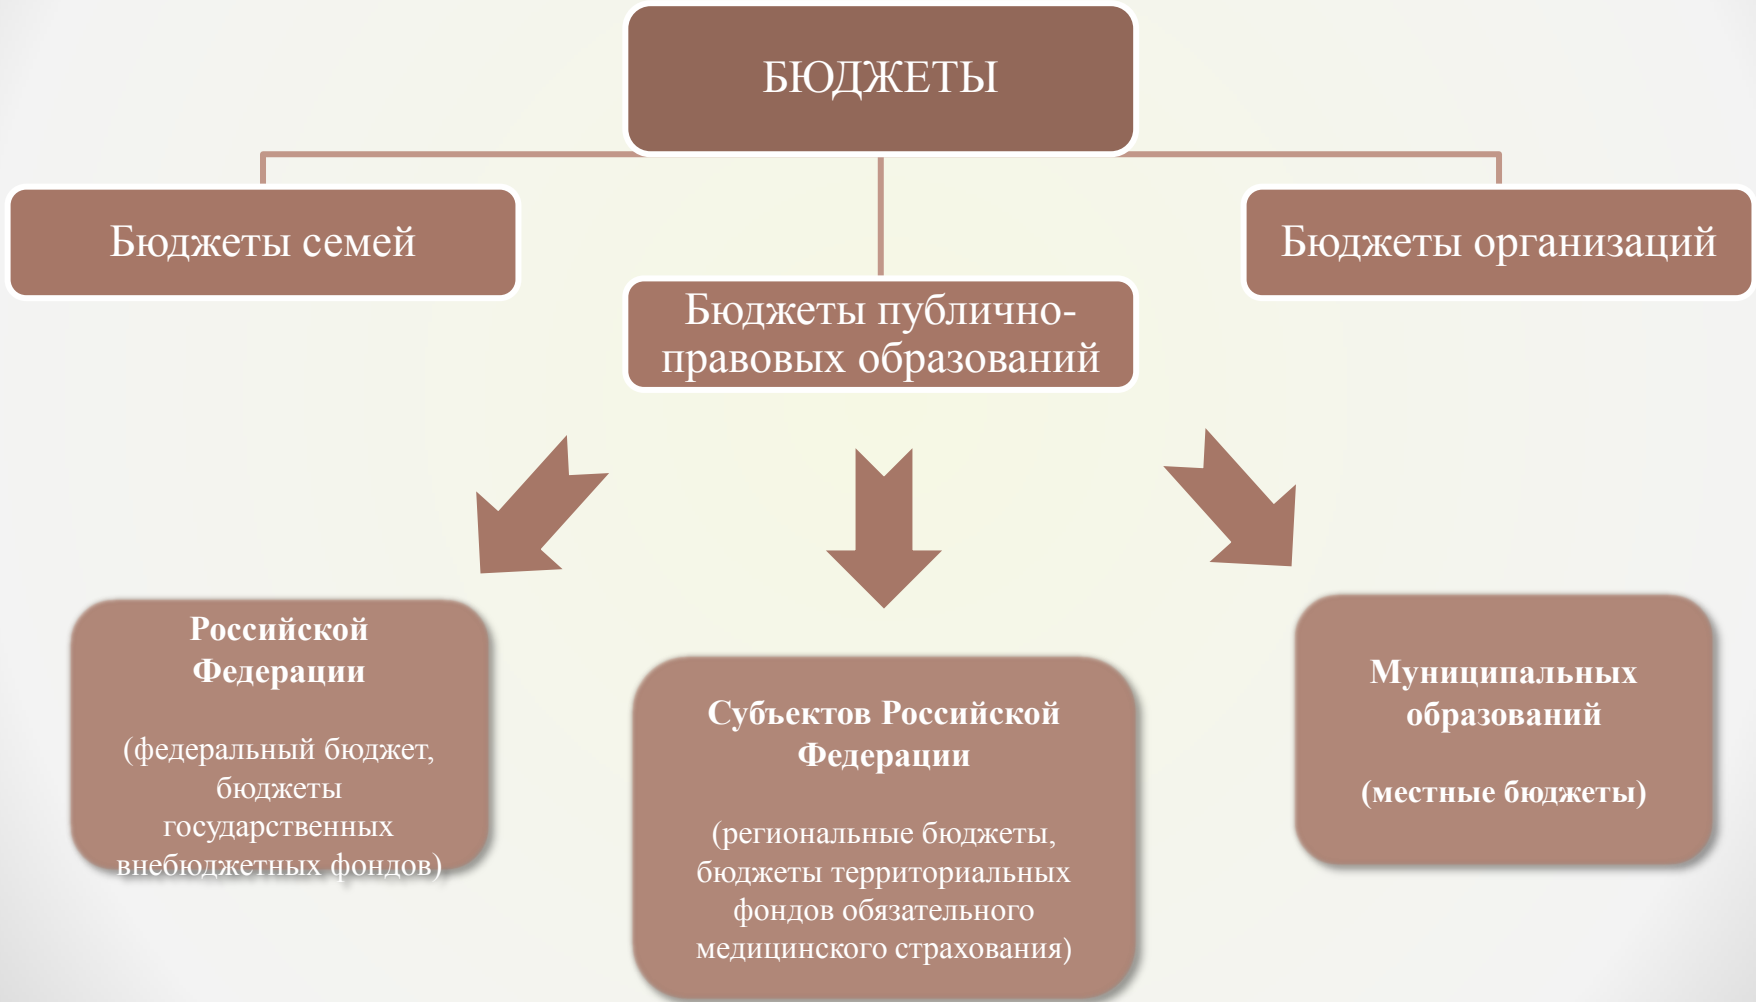 БЮДЖЕТЫ
Бюджеты семей
Бюджеты организаций
Бюджеты публично-
правовых образований
Российской
Федерации
(федеральный бюджет,
бюджеты
государственных
внебюджетных фондов)
Субъектов Российской
Федерации
(региональные бюджеты,
бюджеты территориальных
фондов обязательного
медицинского страхования)
Муниципальных
образований
(местные бюджеты)